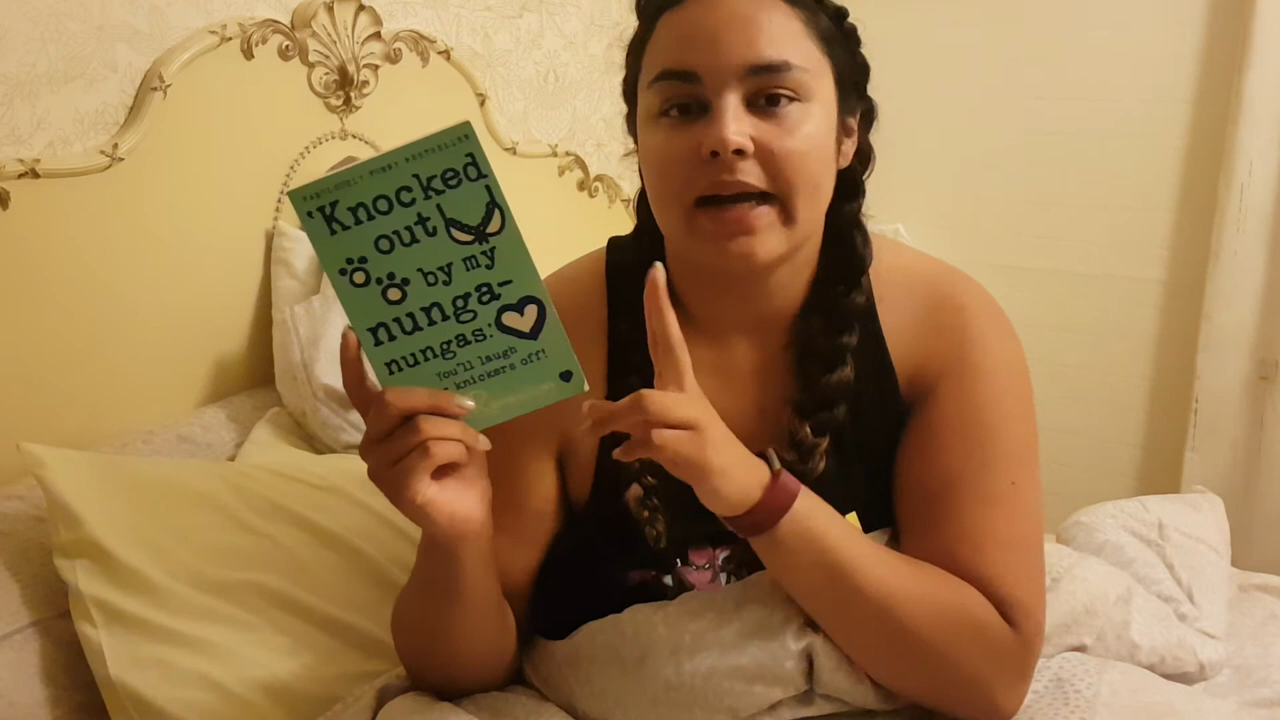 FABULOUSLY FUNNY BESTSELLER
'Knocked
out
by my
nunga-
nungas.'
You'll laugh
knickers off!